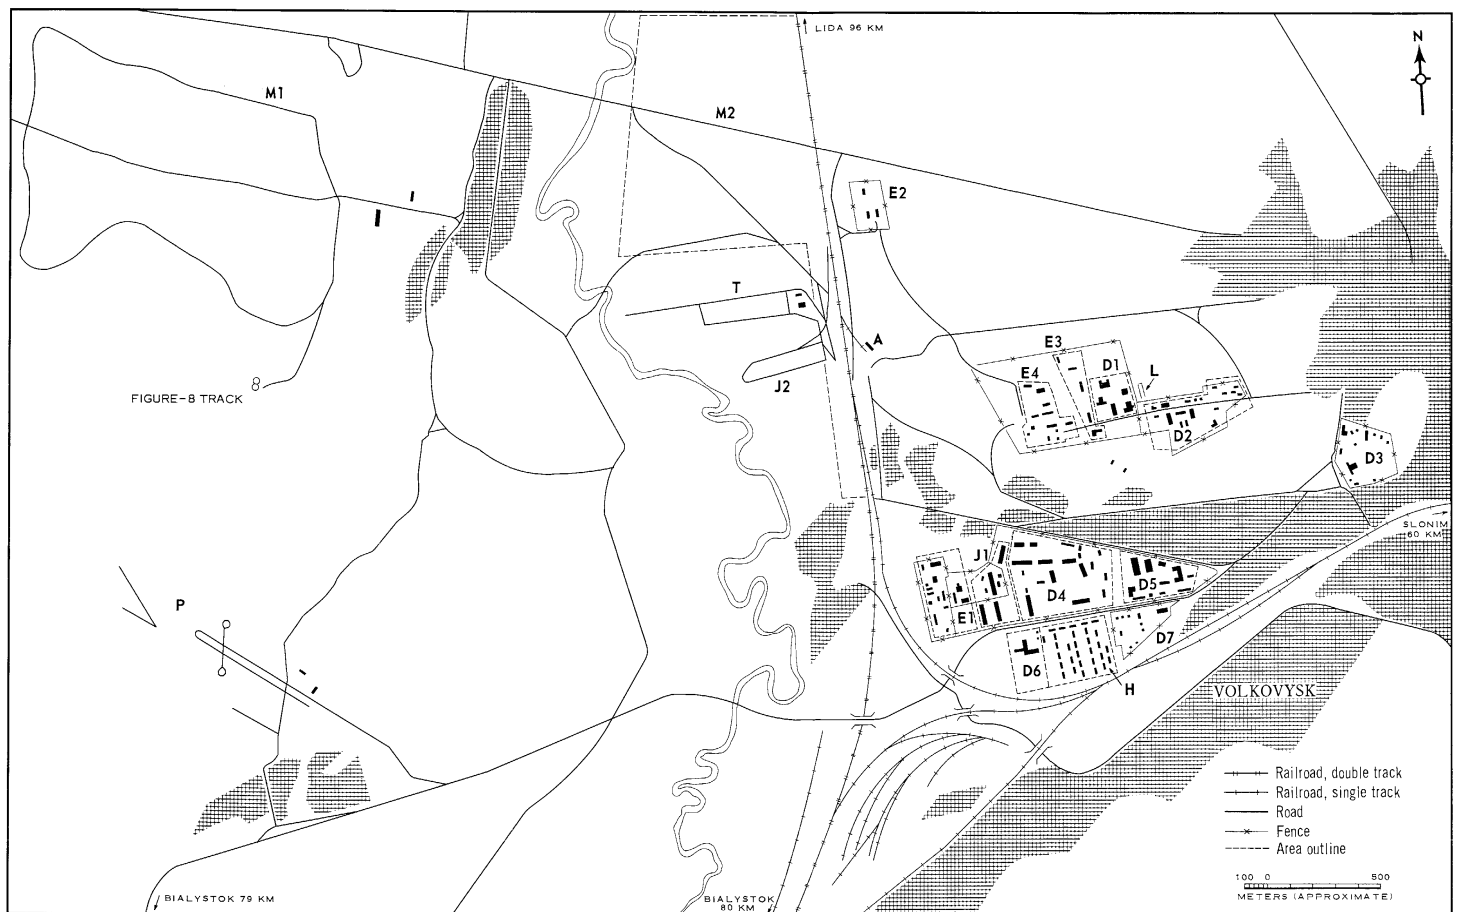 LIDA 96 KM
N
M1
M2
E2
T
A
E3
J2
D1
L
E4
FIGURE-8 TRACK
D2
D3
SLONIM
60 KM
J1
D5
D4
P
E1
D7
D6
H
VOLKOVYSK
Railroad, double track
Railroad, single track
Road
Fence
Area outline
100 0 500
METERS (APPROXIMATE)
BIALYSTOK 79 KM
BIALYSTOK
80 KM